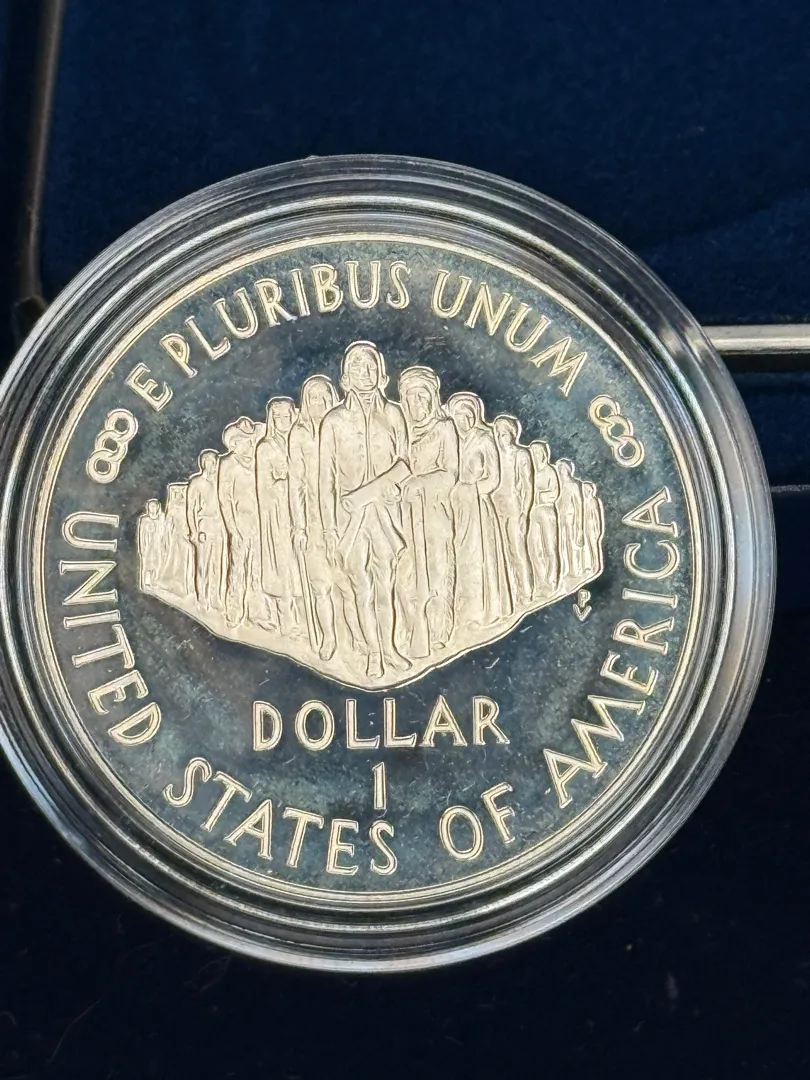 E PLURIBUS UNUM
DOLLAR
1
UNITED STATES OF AMERICA
P